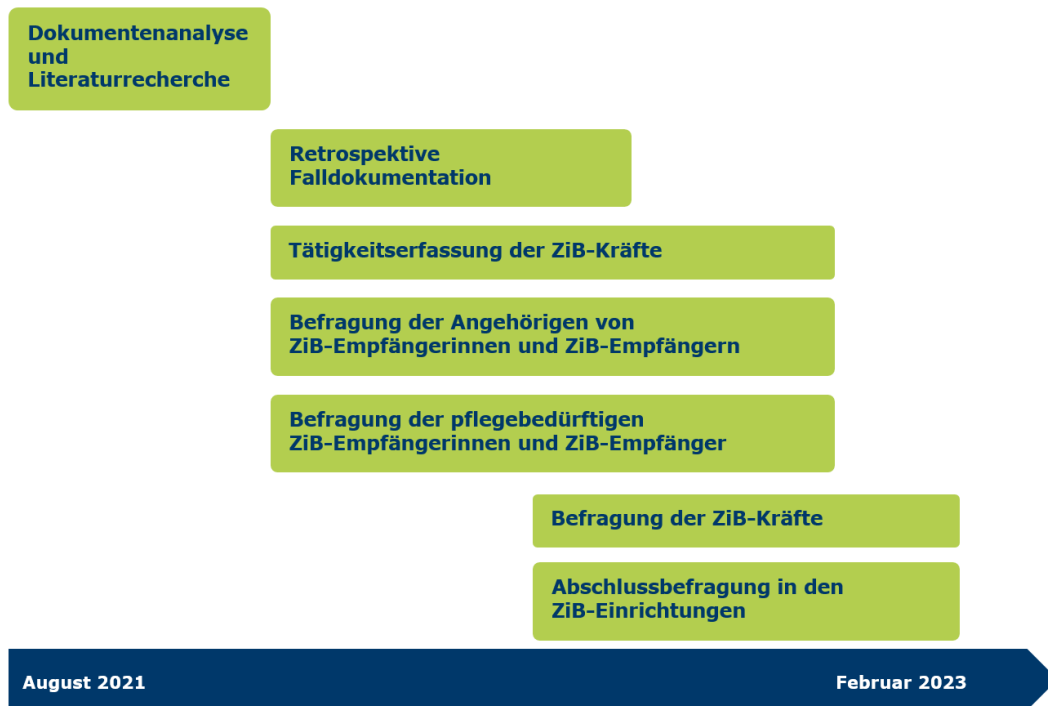 Dokumentenanalyse
und
Literaturrecherche
Retrospektive
Falldokumentation
Tätigkeitserfassung der ZiB-Kräfte
Befragung der Angehörigen von
ZiB-Empfängerinnen und ZiB-Empfängern
Befragung der pflegebedürftigen
ZiB-Empfängerinnen und ZiB-Empfänger
Befragung der ZiB-Kräfte
Abschlussbefragung in den
ZiB-Einrichtungen
August 2021
Februar 2023